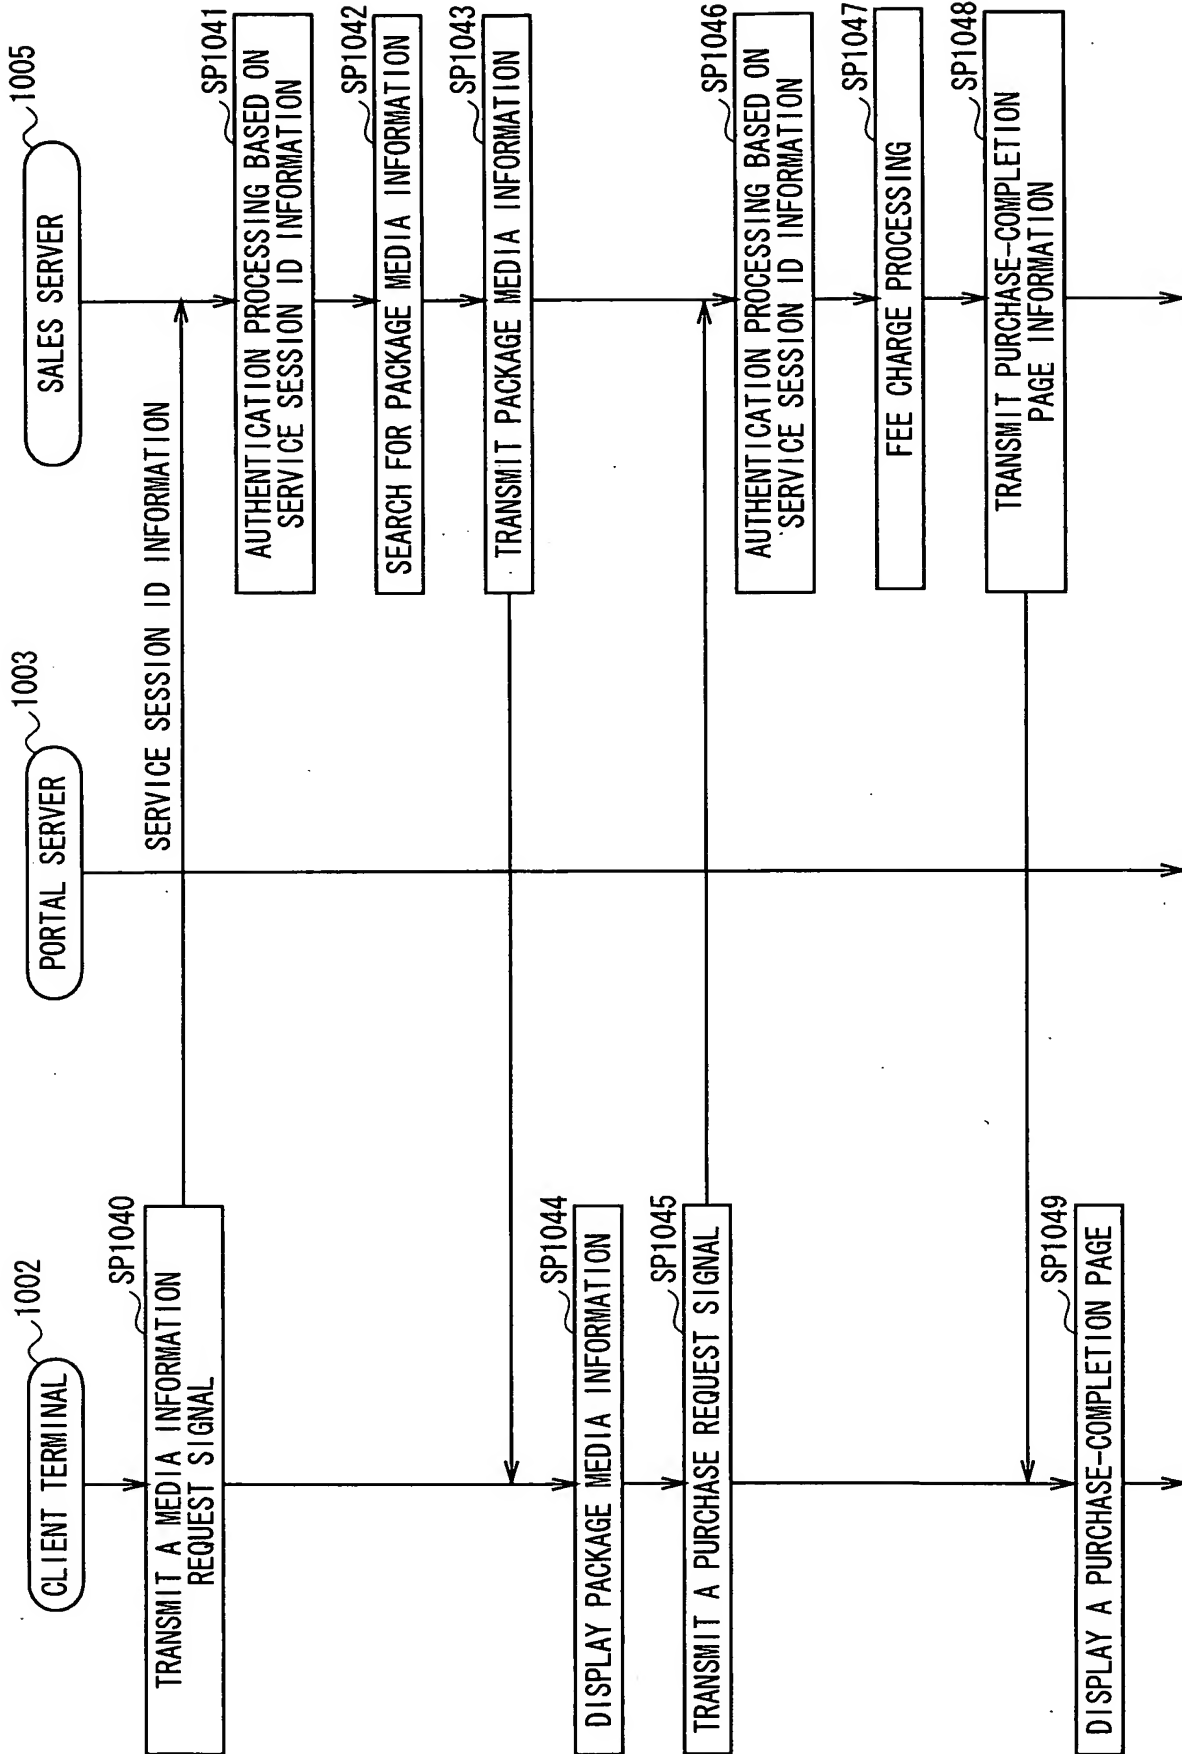 CLIENT TERMINAL
1002
PORTAL SERVER
1003
SALES SERVER
1005
SP1040
TRANSMIT A MEDIA INFORMATION
REQUEST SIGNAL
SERVICE SESSION ID INFORMATION
SP1041
AUTHENTICATION PROCESSING BASED ON
SERVICE SESSION ID INFORMATION
SP1042
SEARCH FOR PACKAGE MEDIA INFORMATION
SP1043
TRANSMIT PACKAGE MEDIA INFORMATION
SP1044
DISPLAY PACKAGE MEDIA INFORMATION
SP1045
TRANSMIT A PURCHASE REQUEST SIGNAL
SP1046
AUTHENTICATION PROCESSING BASED ON
SERVICE SESSION ID INFORMATION
SP1047
FEE CHARGE PROCESSING
SP1048
TRANSMIT PURCHASE-COMPLETION
PAGE INFORMATION
SP1049
DISPLAY A PURCHASE-COMPLETION PAGE